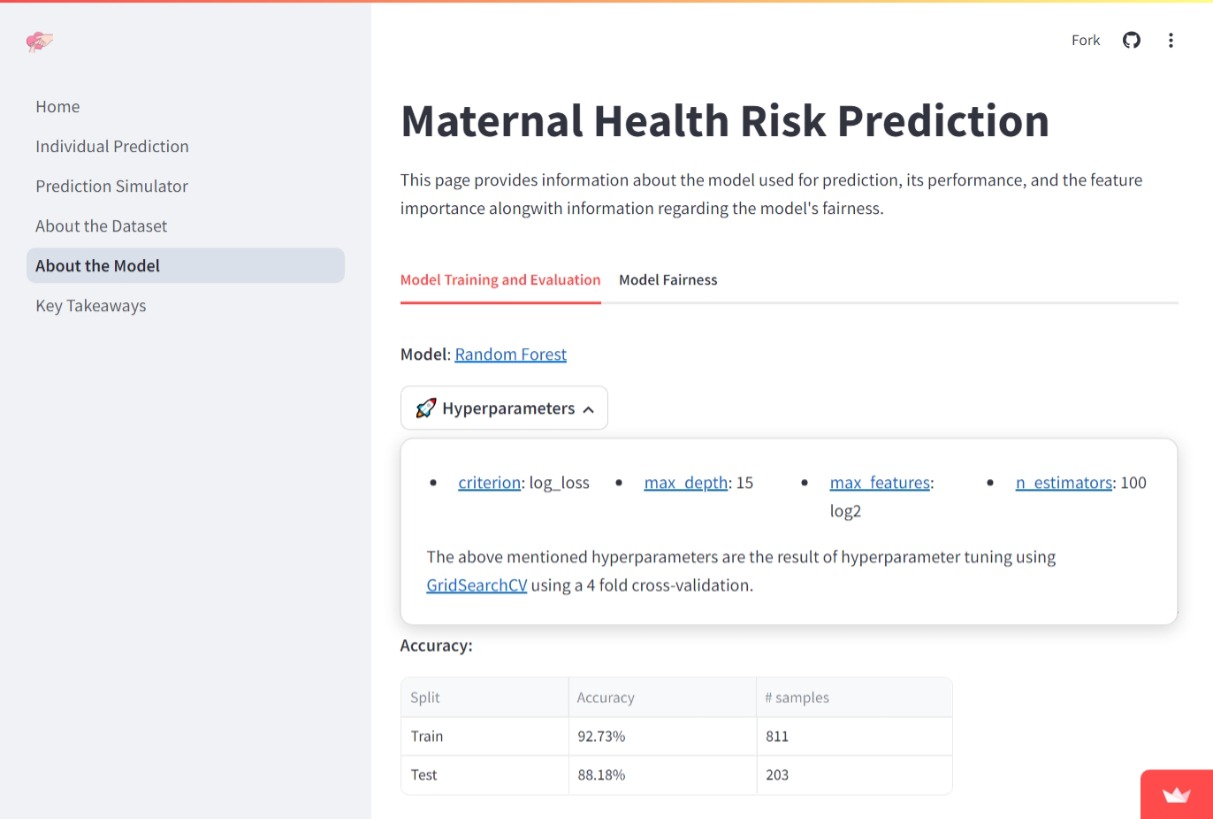 Fork
Home
Individual Prediction
Prediction Simulator
About the Dataset
About the Model
Key Takeaways
Maternal Health Risk Prediction
This page provides information about the model used for prediction, its performance, and the feature
importance alongwith information regarding the model's fairness.
Model Training and Evaluation Model Fairness
Model: Random Forest
🚀 Hyperparameters
• criterion: log_loss • max_depth: 15 • max_features: • n_estimators: 100
log2
The above mentioned hyperparameters are the result of hyperparameter tuning using
GridSearchCV using a 4 fold cross-validation.
Accuracy:
Split Accuracy # samples
Train 92.73% 811
Test 88.18% 203